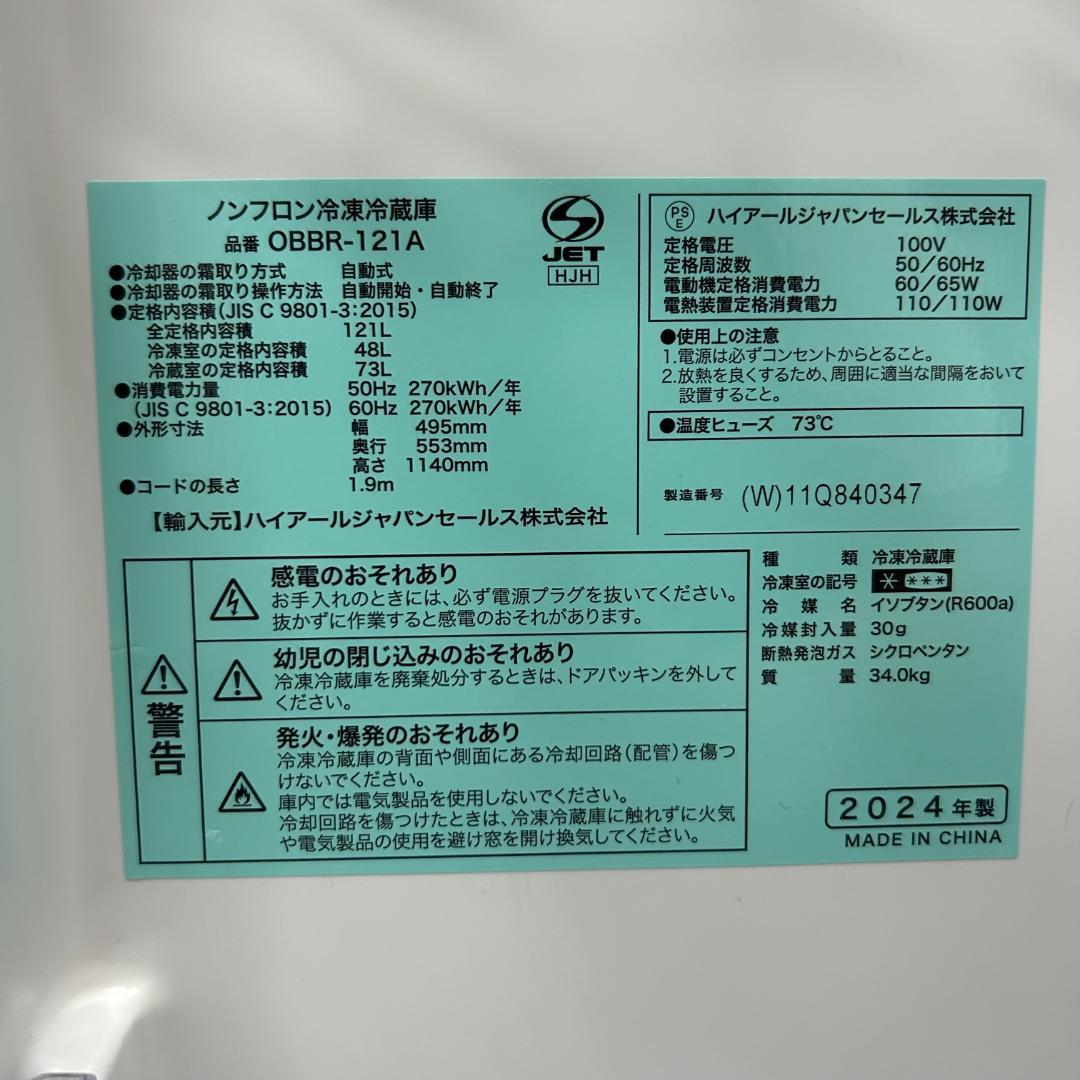 ノンフロン冷凍冷蔵庫
品番 OBBR-121A
●冷却器の霜取り方式 自動式
●冷却器の霜取り操作方法 自動開始・自動終了
●定格内容積(JIS C 9801-3:2015)
全定格内容積 121L
冷凍室の定格内容積 48L
冷蔵室の定格内容積 73L
●消費電力量 50Hz 270kWh/年
(JIS C 9801-3:2015) 60Hz 270kWh/年
●外形寸法 幅 495mm
奥行 553mm
高さ 1140mm
●コードの長さ 1.9m
【輸入元】ハイアールジャパンセールス株式会社
JET
HJH
PSE ハイアールジャパンセールス株式会社
定格電圧 100V
定格周波数 50/60Hz
電動機定格消費電力 60/65W
電熱装置定格消費電力 110/110W
●使用上の注意
1.電源は必ずコンセントからとること。
2.放熱を良くするため、周囲に適当な間隔をおいて
設置すること。
●温度ヒューズ 73℃
製造番号 (W)11Q840347
警告
感電のおそれあり
お手入れのときには、必ず電源プラグを抜いてください。
抜かずに作業すると感電のおそれがあります。
幼児の閉じ込みのおそれあり
冷凍冷蔵庫を廃棄処分するときは、ドアパッキンを外して
ください。
発火・爆発のおそれあり
冷凍冷蔵庫の背面や側面にある冷却回路(配管)を傷つ
けないでください。
庫内では電気製品を使用しないでください。
冷却回路を傷つけたときは、冷凍冷蔵庫に触れずに火気
や電気製品の使用を避け窓を開け換気してください。
種類 冷凍冷蔵庫
冷凍室の記号 * ***
冷媒名 イソブタン(R600a)
冷媒封入量 30g
断熱発泡ガス シクロペンタン
質量 34.0kg
2024年製
MADE IN CHINA